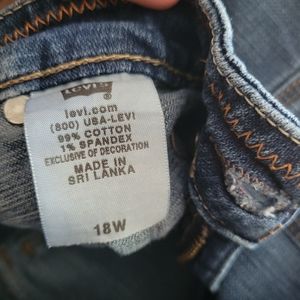 LEVI'S
®
levi.com
(800) USA-LEVI
99% COTTON
1% SPANDEX
EXCLUSIVE OF DECORATION
MADE IN
SRI LANKA
18W